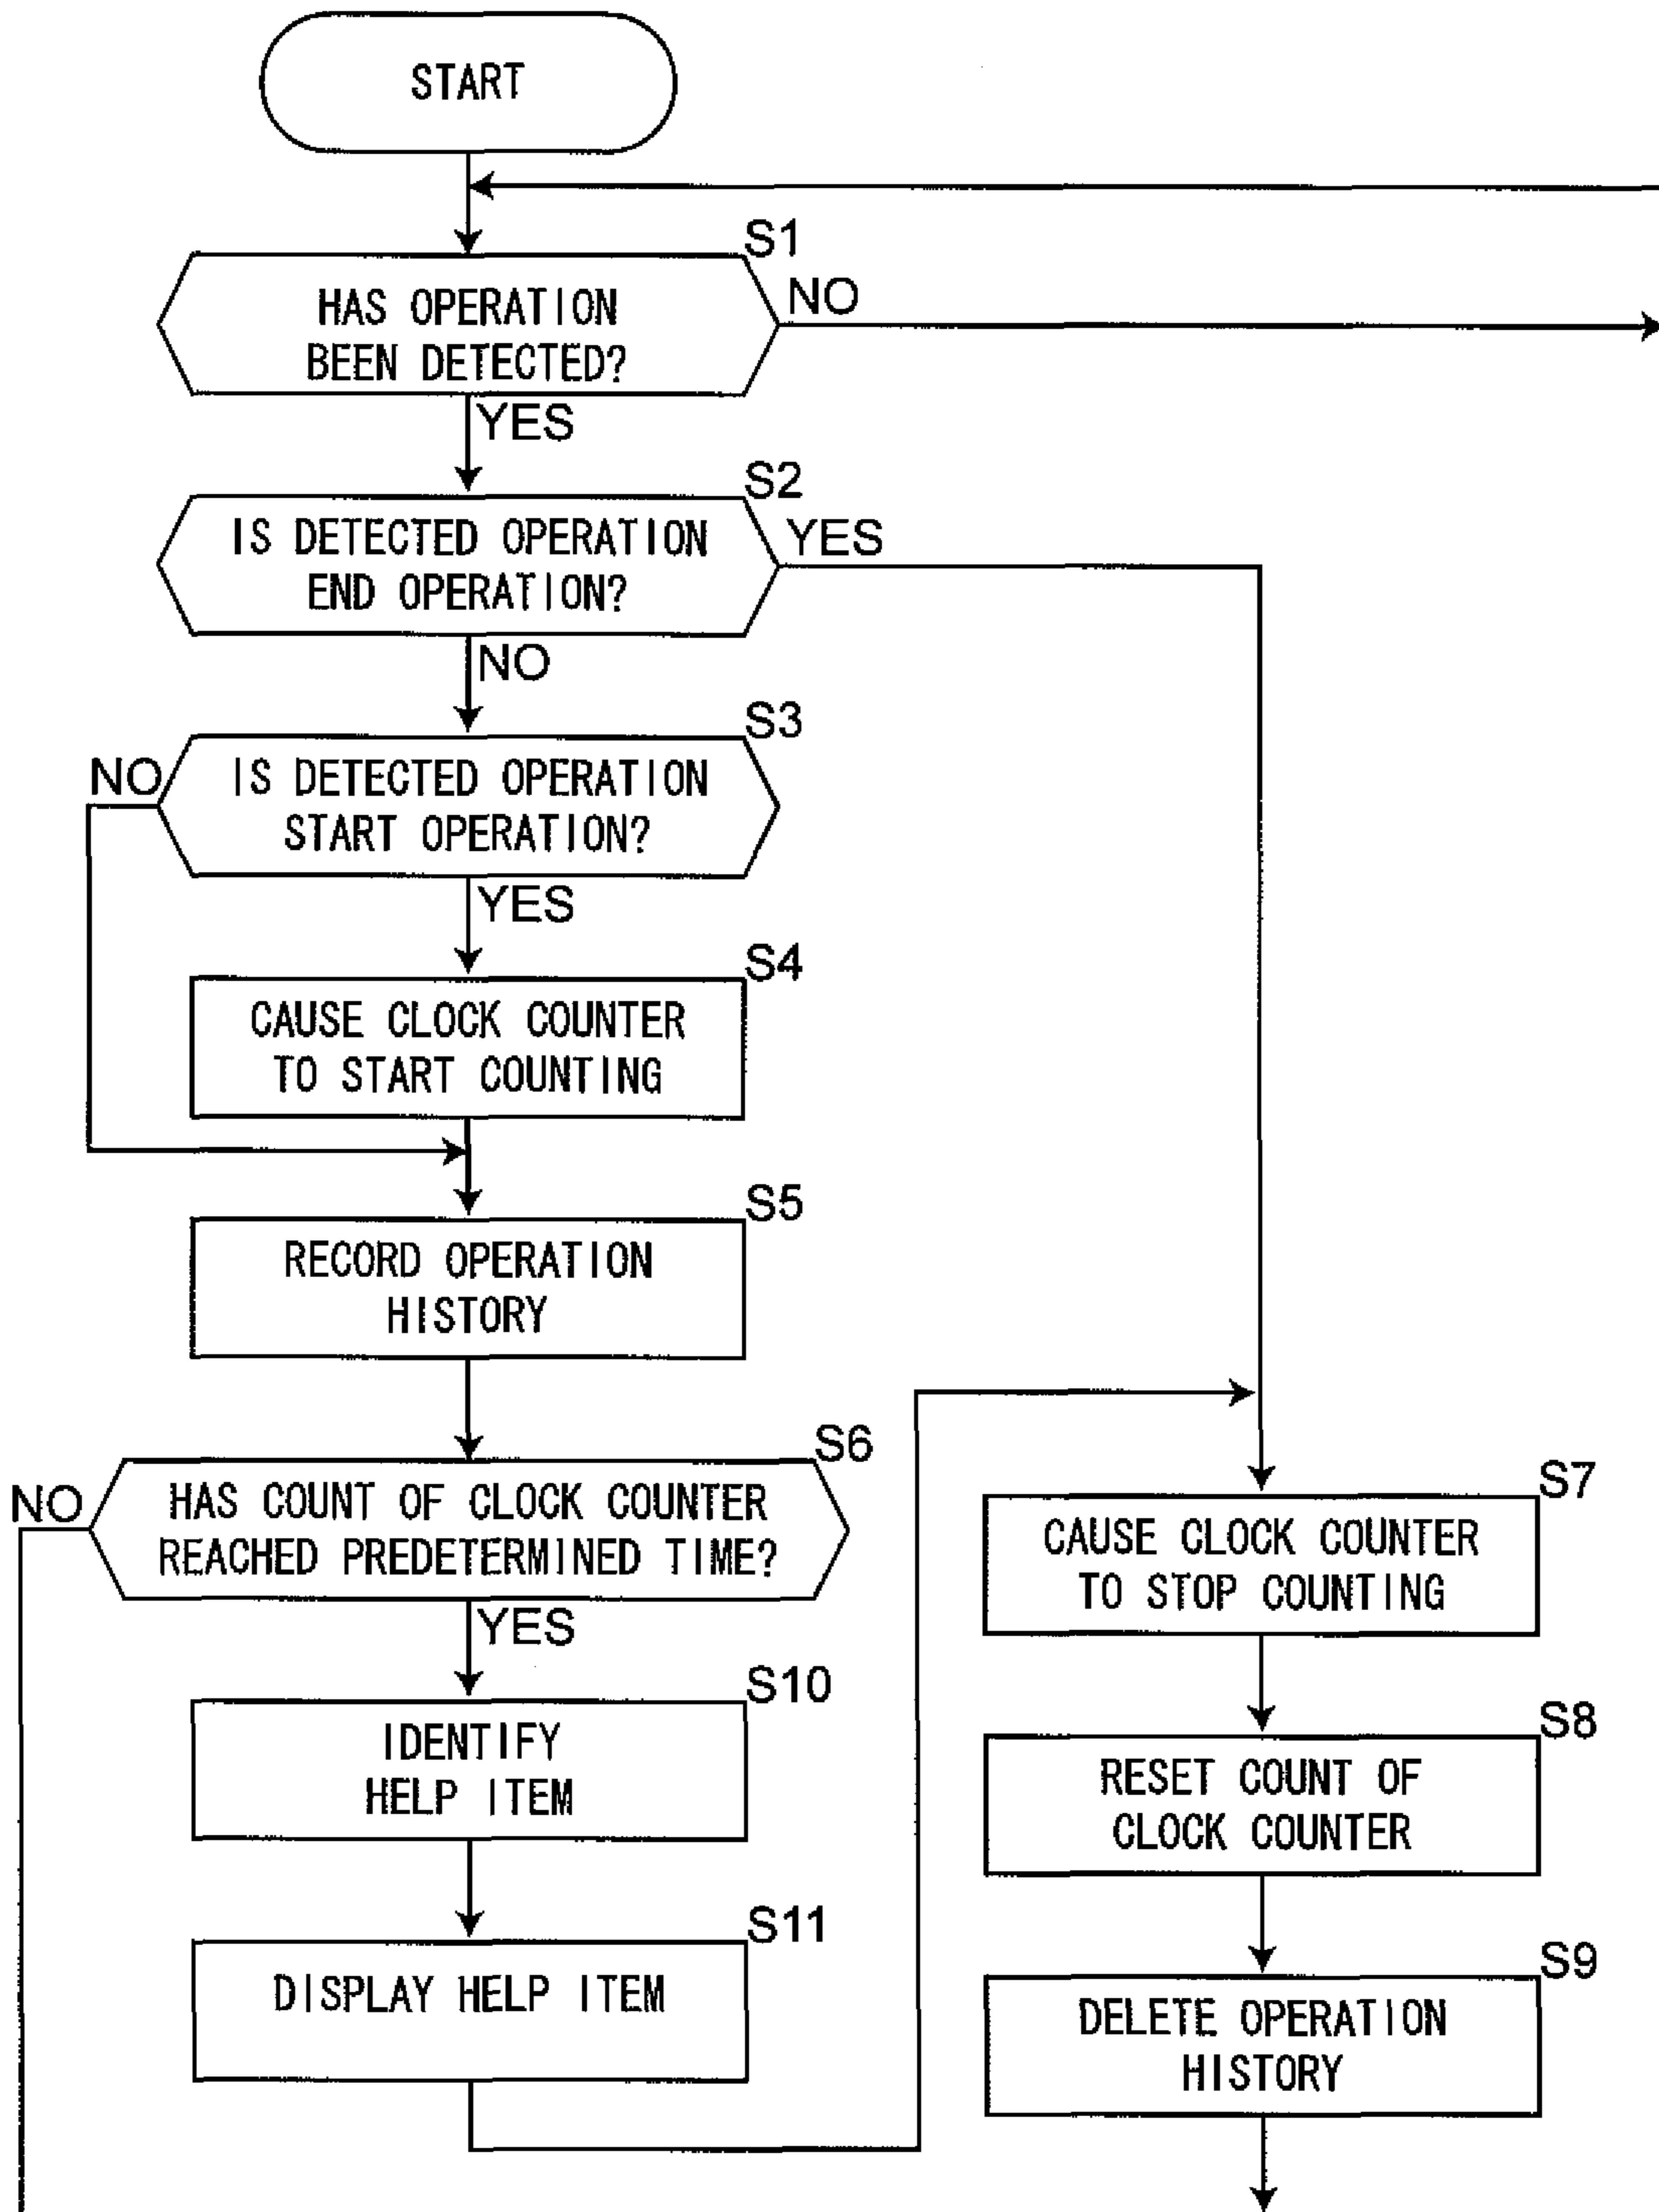 START
S1
HAS OPERATION
BEEN DETECTED?
NO
YES
S2
IS DETECTED OPERATION
END OPERATION?
YES
NO
S3
NO
IS DETECTED OPERATION
START OPERATION?
YES
S4
CAUSE CLOCK COUNTER
TO START COUNTING
S5
RECORD OPERATION
HISTORY
S6
NO
HAS COUNT OF CLOCK COUNTER
REACHED PREDETERMINED TIME?
YES
S10
IDENTIFY
HELP ITEM
S11
DISPLAY HELP ITEM
S7
CAUSE CLOCK COUNTER
TO STOP COUNTING
S8
RESET COUNT OF
CLOCK COUNTER
S9
DELETE OPERATION
HISTORY